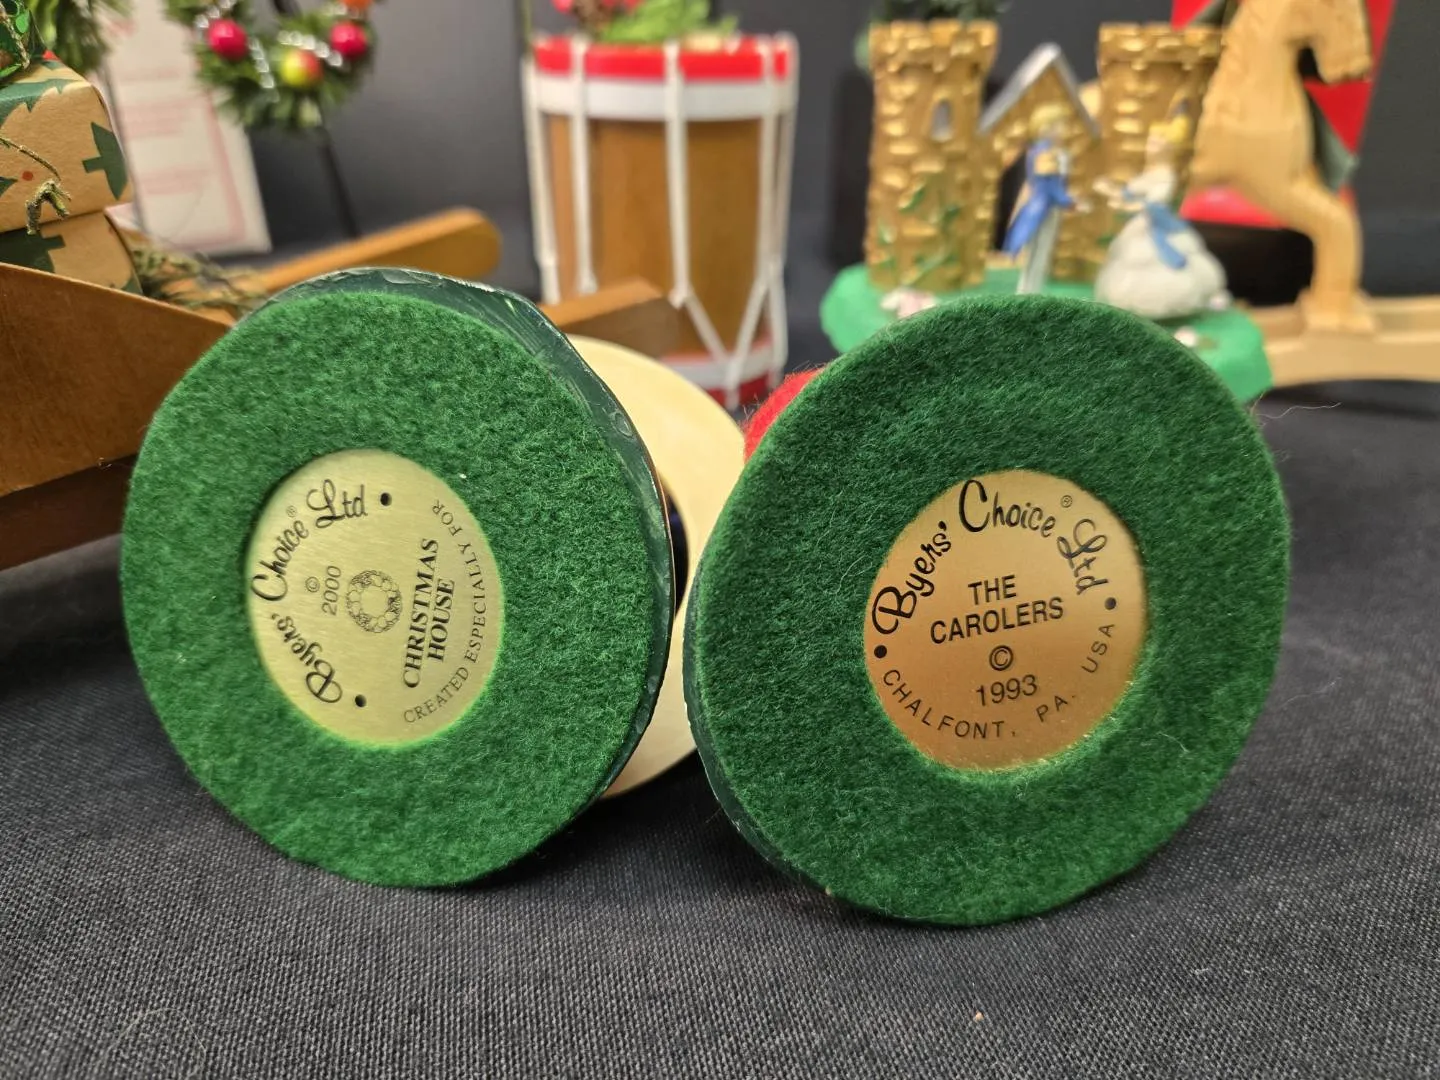 Byers' Choice® Ltd
©
2000
CHRISTMAS
HOUSE
CREATED ESPECIALLY FOR
Byers' Choice® Ltd
THE
CAROLERS
©
1993
CHALFONT, PA. USA